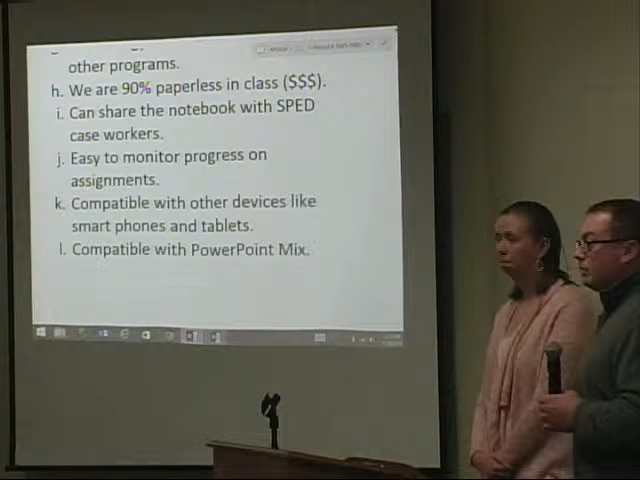 other programs.
h. We are 90% paperless in class ($$$).
i. Can share the notebook with SPED
case workers.
j. Easy to monitor progress on
assignments.
k. Compatible with other devices like
smart phones and tablets.
l. Compatible with PowerPoint Mix.